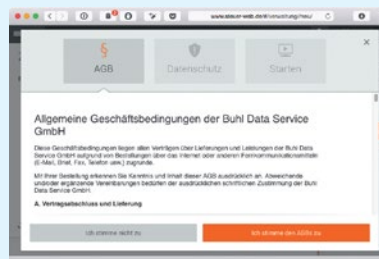 www.steuer-web.de/#/verwaltung/neu/
§
AGB
Datenschutz
Starten
Allgemeine Geschäftsbedingungen der Buhl Data Service
GmbH
Diese Geschäftsbedingungen liegen allen Verträgen über Lieferungen und Leistungen der Buhl Data
Service GmbH aufgrund von Bestellungen über das Internet oder anderen Fernkommunikationsmitteln
(E-Mail, Brief, Fax, Telefon usw.) zugrunde.
Mit Ihrer Bestellung erkennen Sie Kenntnis und Inhalt dieser AGB ausdrücklich an. Abweichende
und/oder ergänzende Vereinbarungen bedürfen der ausdrücklichen schriftlichen Zustimmung der Buhl
Data Service GmbH.
A. Vertragsabschluss und Lieferung
Ich stimme nicht zu
Ich stimme den AGBs zu